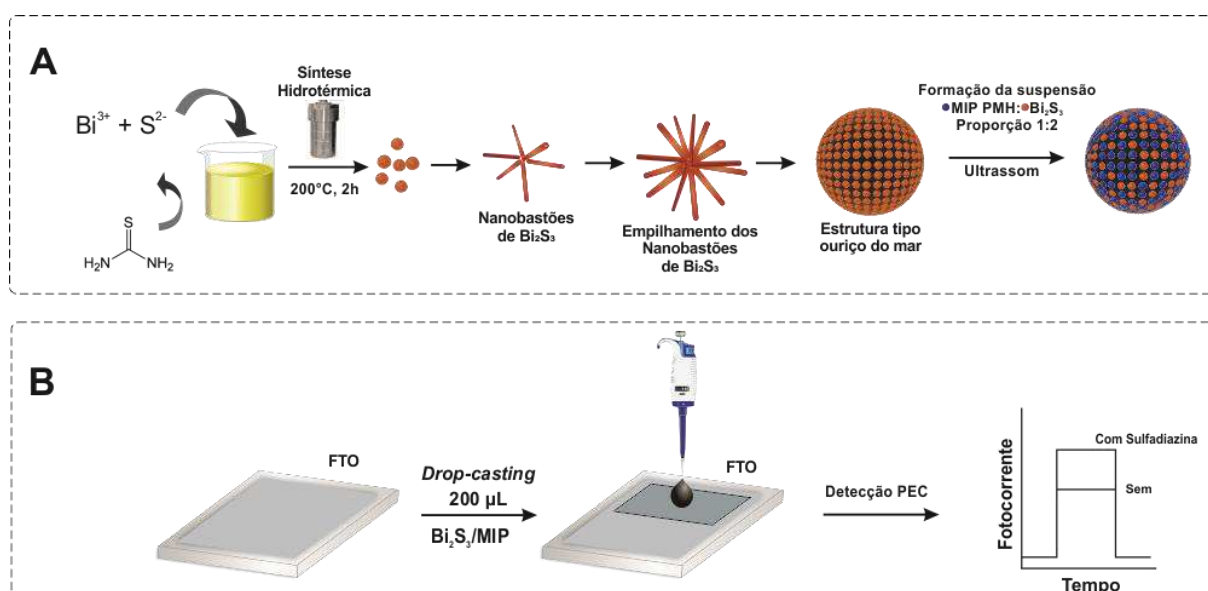 A
Bi³⁺ + S²⁻
S
H₂N
NH₂
Síntese
Hidrotérmica
200°C, 2h
Nanobastões
de Bi₂S₃
Empilhamento dos
Nanobastões
de Bi₂S₃
Estrutura tipo
ouriço do mar
Formação da suspensão
MIP PMH: Bi₂S₃
Proporção 1:2
Ultrassom
B
FTO
Drop-casting
200 µL
Bi₂S₃/MIP
FTO
Detecção PEC
Fotocorrente
Com Sulfadiazina
Sem
Tempo